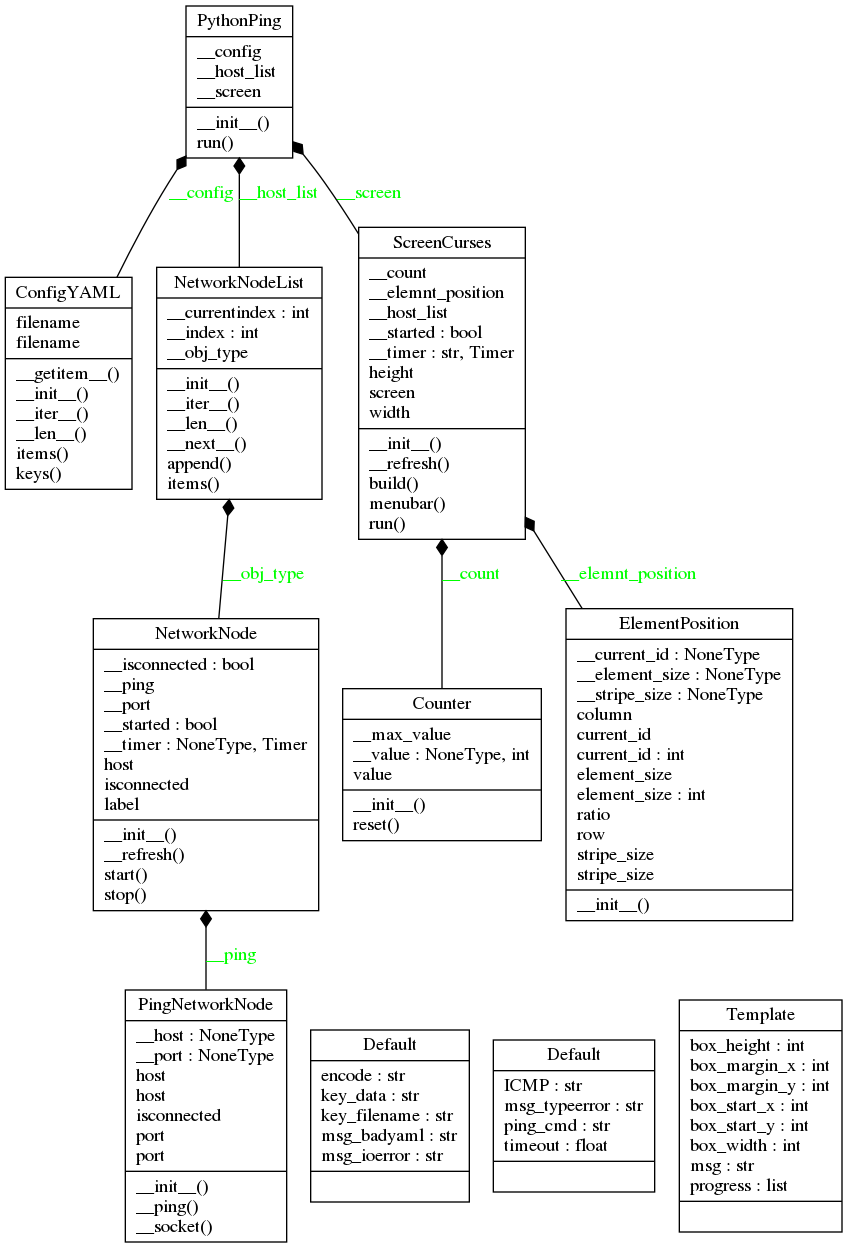 PythonPing
__config
__host_list
__screen
__init__()
run()
__config
__host_list
__screen
ConfigYAML
filename
filename
__getitem__()
__init__()
__iter__()
__len__()
items()
keys()
NetworkNodeList
__currentindex : int
__index : int
__obj_type
__init__()
__iter__()
__len__()
__next__()
append()
items()
ScreenCurses
__count
__elemnt_position
__host_list
__started : bool
__timer : str, Timer
height
screen
width
__init__()
__refresh()
build()
menubar()
run()
__obj_type
__count
__elemnt_position
NetworkNode
__isconnected : bool
__ping
__port
__started : bool
__timer : NoneType, Timer
host
isconnected
label
__init__()
__refresh()
start()
stop()
Counter
__max_value
__value : NoneType, int
value
__init__()
reset()
ElementPosition
__current_id : NoneType
__element_size : NoneType
__stripe_size : NoneType
column
current_id
current_id : int
element_size
element_size : int
ratio
row
stripe_size
stripe_size
__init__()
__ping
PingNetworkNode
__host : NoneType
__port : NoneType
host
host
isconnected
port
port
__init__()
__ping()
__socket()
Default
encode : str
key_data : str
key_filename : str
msg_badyaml : str
msg_ioerror : str
Default
ICMP : str
msg_typeerror : str
ping_cmd : str
timeout : float
Template
box_height : int
box_margin_x : int
box_margin_y : int
box_start_x : int
box_start_y : int
box_width : int
msg : str
progress : list